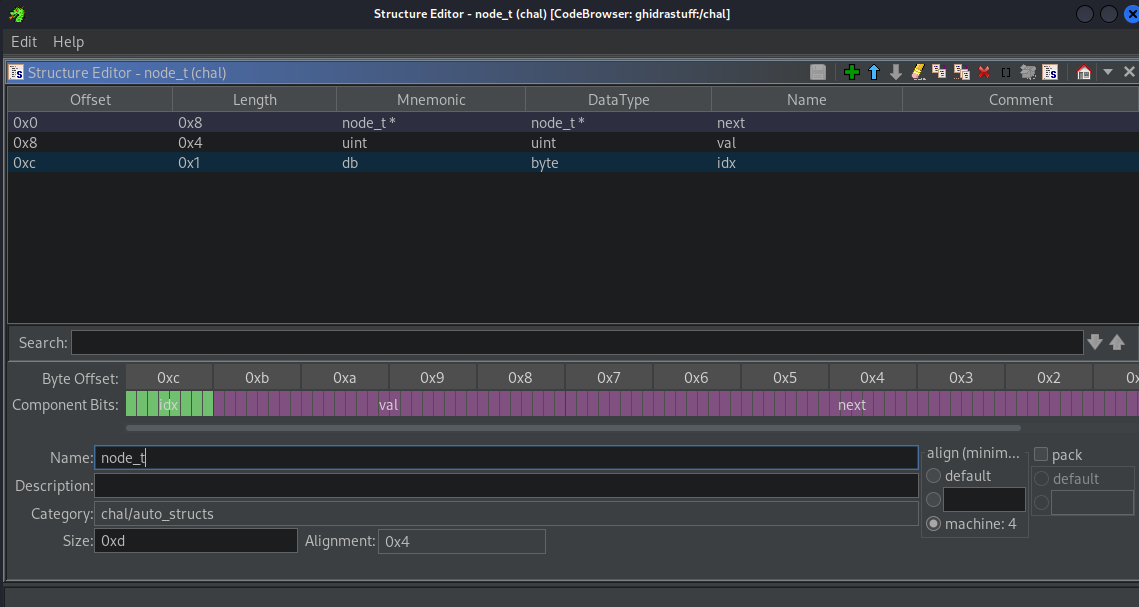 Structure Editor - node_t (chal) [CodeBrowser: ghidrastuff:/chal]
Edit Help
Structure Editor - node_t (chal)
Offset Length Mnemonic DataType Name Comment
0x0 0x8 node_t * node_t * next
0x8 0x4 uint uint val
0xc 0x1 db byte idx
Search:
Byte Offset: 0xc 0xb 0xa 0x9 0x8 0x7 0x6 0x5 0x4 0x3 0x2
Component Bits: idx val next
Name: node_t align (minim... pack
default default
Description:
Category: chal/auto_structs
machine: 4
Size: 0xd Alignment: 0x4